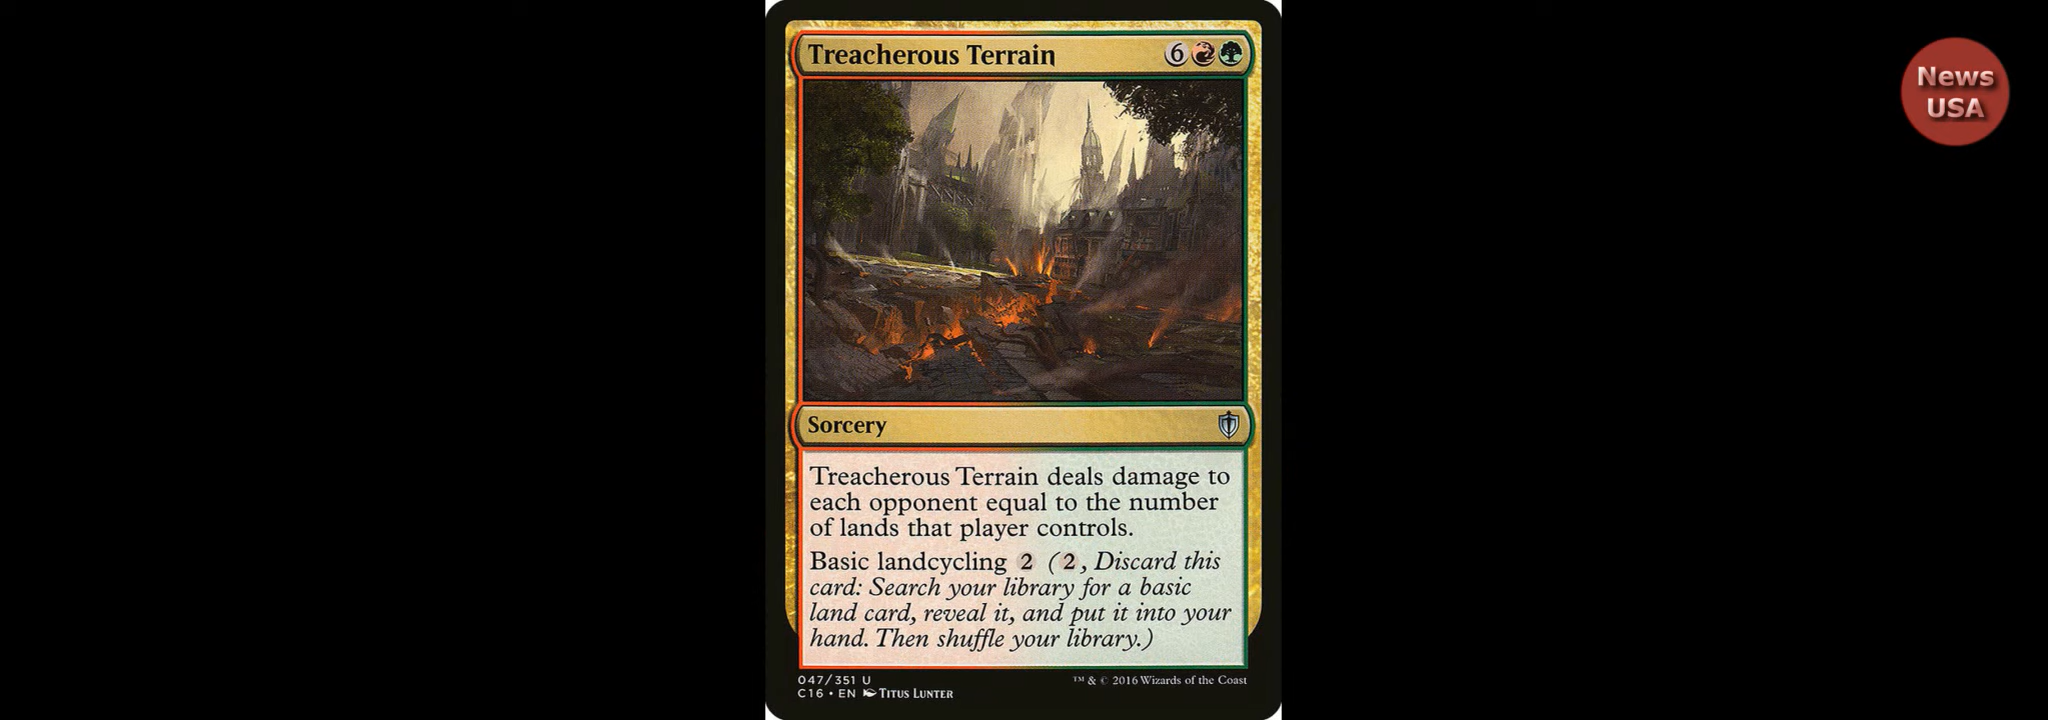 Treacherous Terrain 6
News
USA
Sorcery
Treacherous Terrain deals damage to
each opponent equal to the number
of lands that player controls.
Basic landcycling 2 (2, Discard this
card: Search your library for a basic
land card, reveal it, and put it into your
hand. Then shuffle your library.)
047/351 U
™ & © 2016 Wizards of the Coast
C16 • EN Titus Lunter